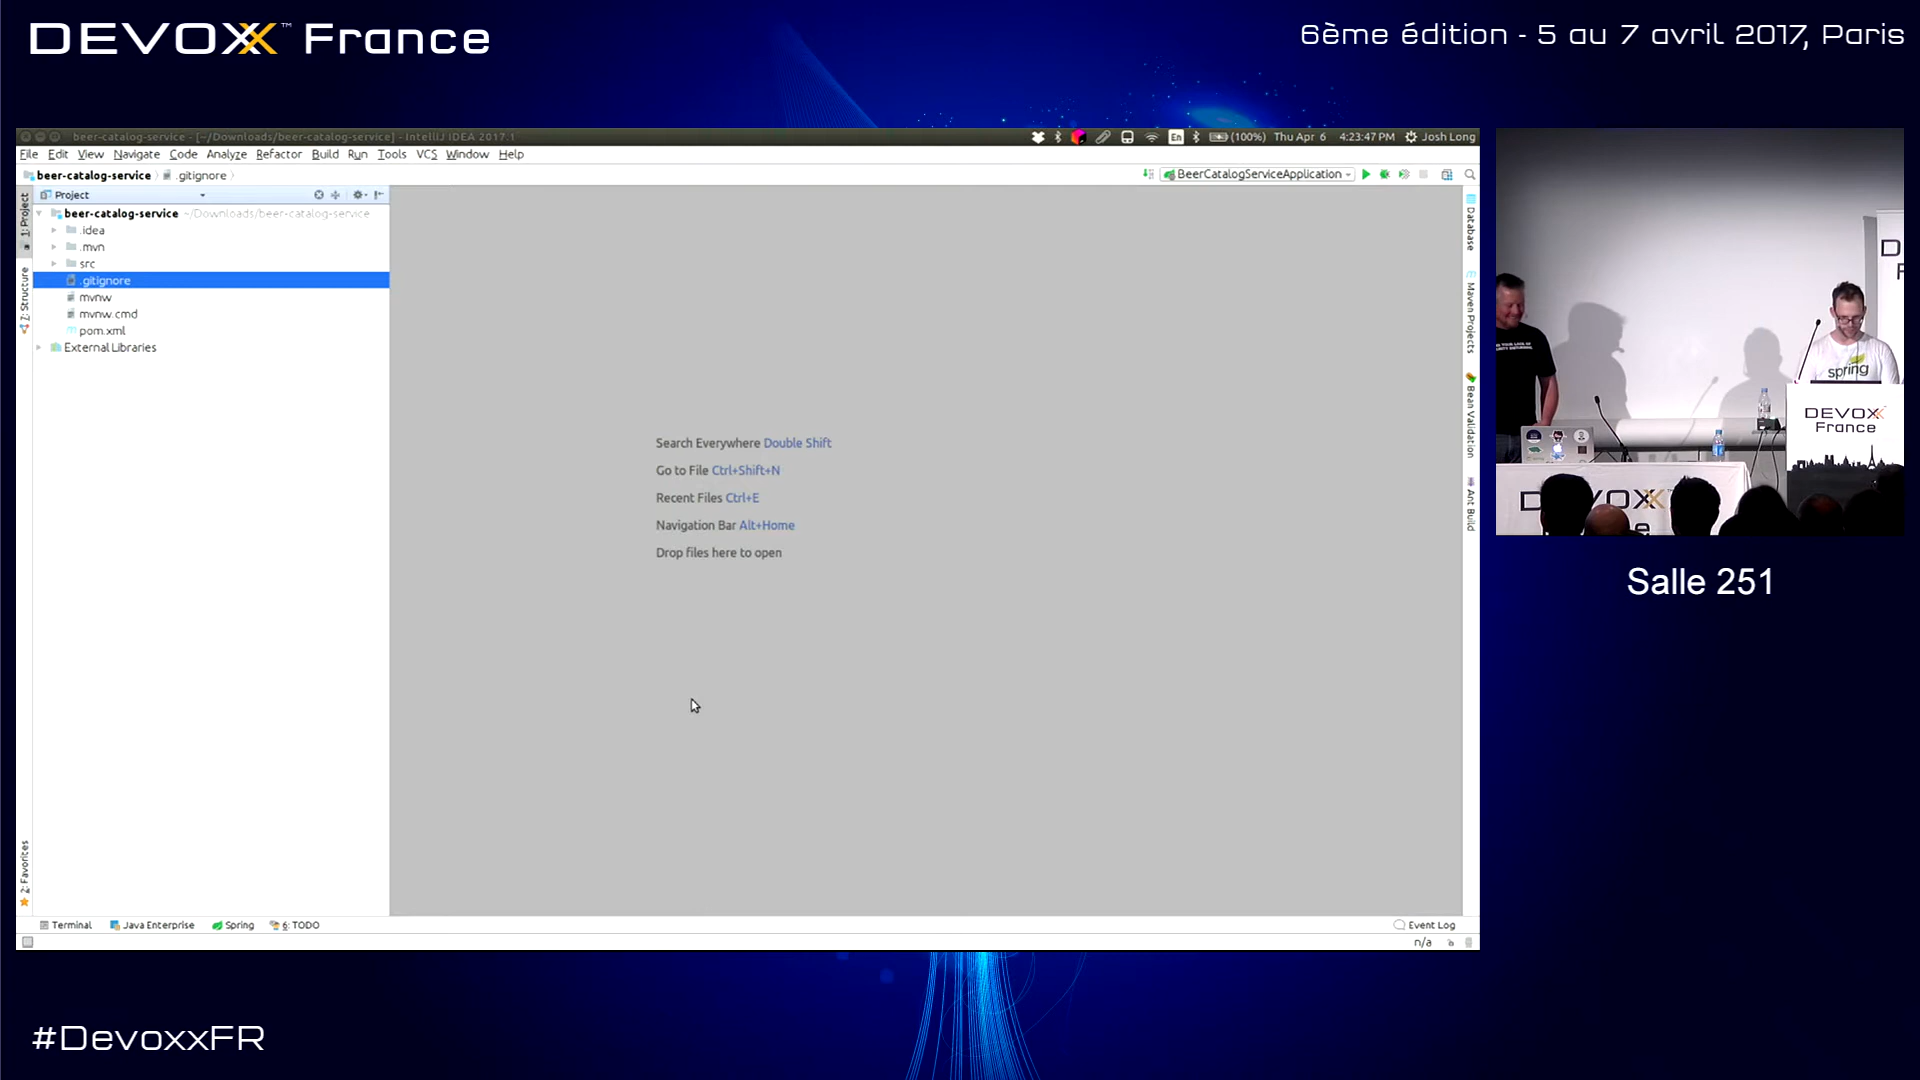 DEVOXX™ France
6ème édition - 5 au 7 avril 2017, Paris
beer-catalog-service - [~/Downloads/beer-catalog-service] - IntelliJ IDEA 2017.1
En
(100%)
Thu Apr 6
4:23:47 PM
Josh Long
File Edit View Navigate Code Analyze Refactor Build Run Tools VCS Window Help
beer-catalog-service
.gitignore
BeerCatalogServiceApplication
Project
beer-catalog-service ~/Downloads/beer-catalog-service
.idea
.mvn
src
.gitignore
mvnw
mvnw.cmd
pom.xml
External Libraries
1: Project
7: Structure
2: Favorites
Search Everywhere Double Shift
Go to File Ctrl+Shift+N
Recent Files Ctrl+E
Navigation Bar Alt+Home
Drop files here to open
Database
Maven Projects
Bean Validation
Ant Build
Terminal
Java Enterprise
Spring
6: TODO
Event Log
n/a
spring
DEVOXX
France
Salle 251
#DevoxxFR